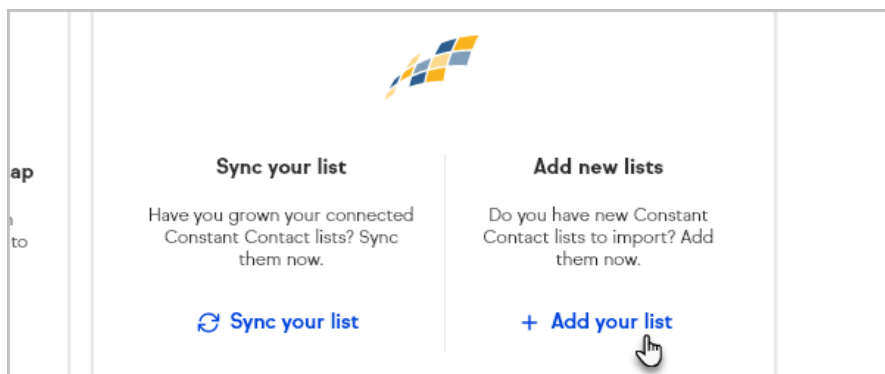 ap
to
Sync your list
Have you grown your connected
Constant Contact lists? Sync
them now.
Sync your list
Add new lists
Do you have new Constant
Contact lists to import? Add
them now.
+ Add your list